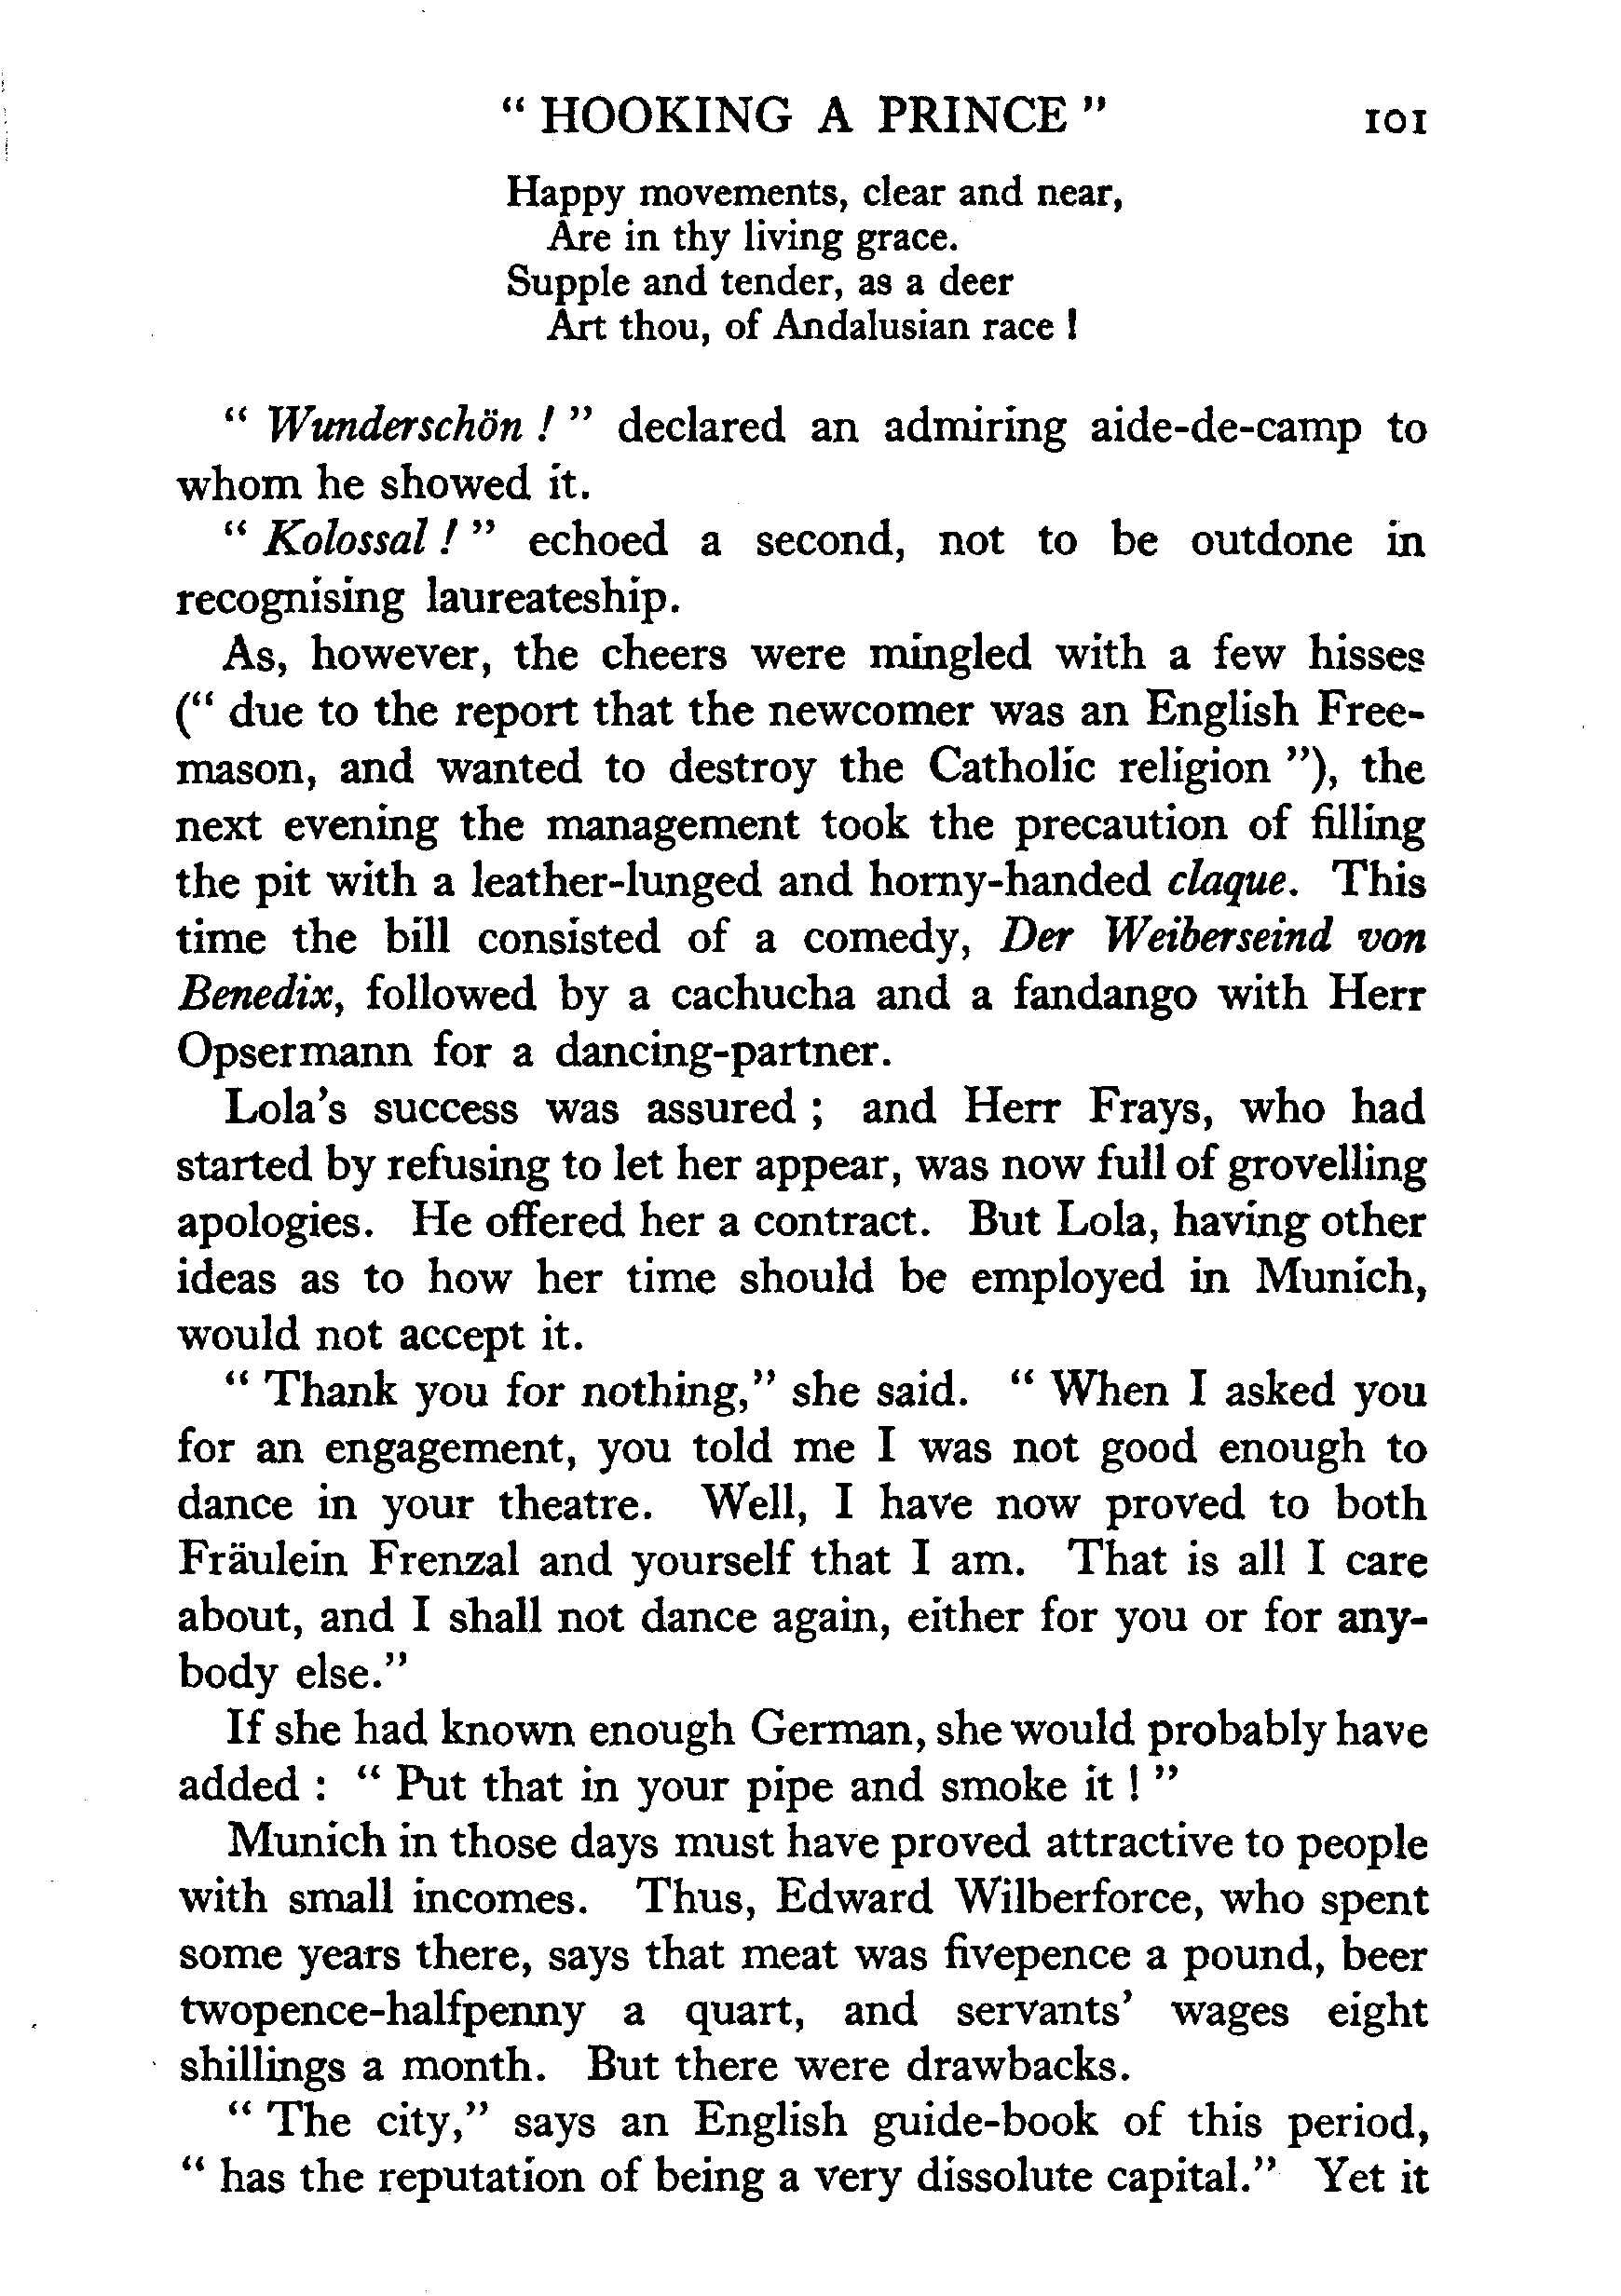 “ HOOKING A PRINCE ” 101
Happy movements, clear and near,
Are in thy living grace.
Supple and tender, as a deer
Art thou, of Andalusian race !
“ Wunderschön ! ” declared an admiring aide-de-camp to
whom he showed it.
“ Kolossal ! ” echoed a second, not to be outdone in
recognising laureateship.
As, however, the cheers were mingled with a few hisses
(“ due to the report that the newcomer was an English Free-
mason, and wanted to destroy the Catholic religion ”), the
next evening the management took the precaution of filling
the pit with a leather-lunged and horny-handed claque. This
time the bill consisted of a comedy, Der Weiberseind von
Benedix, followed by a cachucha and a fandango with Herr
Opsermann for a dancing-partner.
Lola’s success was assured ; and Herr Frays, who had
started by refusing to let her appear, was now full of grovelling
apologies. He offered her a contract. But Lola, having other
ideas as to how her time should be employed in Munich,
would not accept it.
“ Thank you for nothing,” she said. “ When I asked you
for an engagement, you told me I was not good enough to
dance in your theatre. Well, I have now proved to both
Fräulein Frenzal and yourself that I am. That is all I care
about, and I shall not dance again, either for you or for any-
body else.”
If she had known enough German, she would probably have
added : “ Put that in your pipe and smoke it ! ”
Munich in those days must have proved attractive to people
with small incomes. Thus, Edward Wilberforce, who spent
some years there, says that meat was fivepence a pound, beer
twopence-halfpenny a quart, and servants’ wages eight
shillings a month. But there were drawbacks.
“ The city,” says an English guide-book of this period,
“ has the reputation of being a very dissolute capital.” Yet it